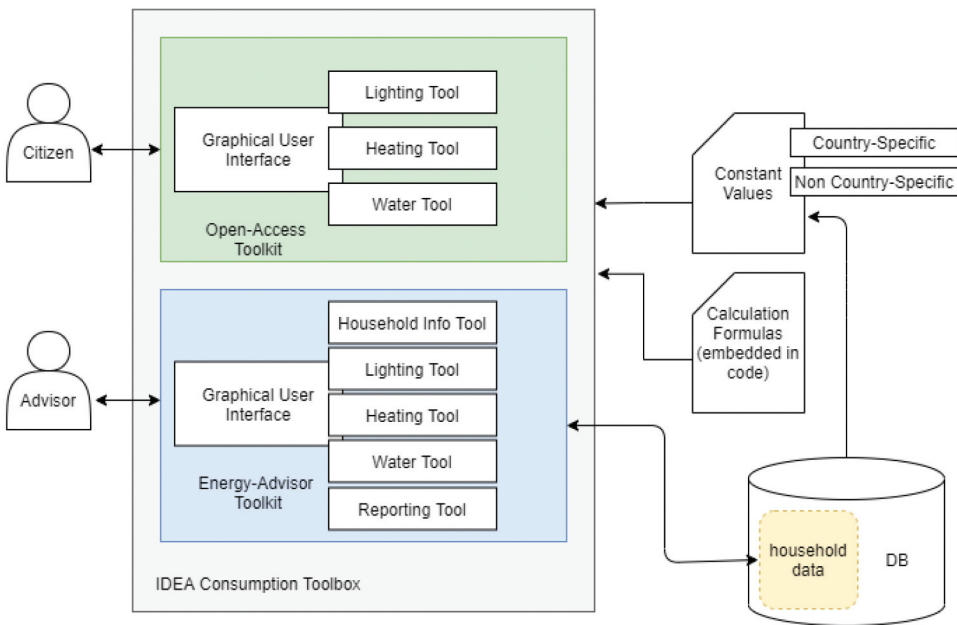 Citizen
Graphical User
Interface
Lighting Tool
Heating Tool
Water Tool
Open-Access
Toolkit
Constant
Values
Country-Specific
Non Country-Specific
Calculation
Formulas
(embedded in
code)
Advisor
Graphical User
Interface
Household Info Tool
Lighting Tool
Heating Tool
Water Tool
Reporting Tool
Energy-Advisor
Toolkit
IDEA Consumption Toolbox
household
data
DB